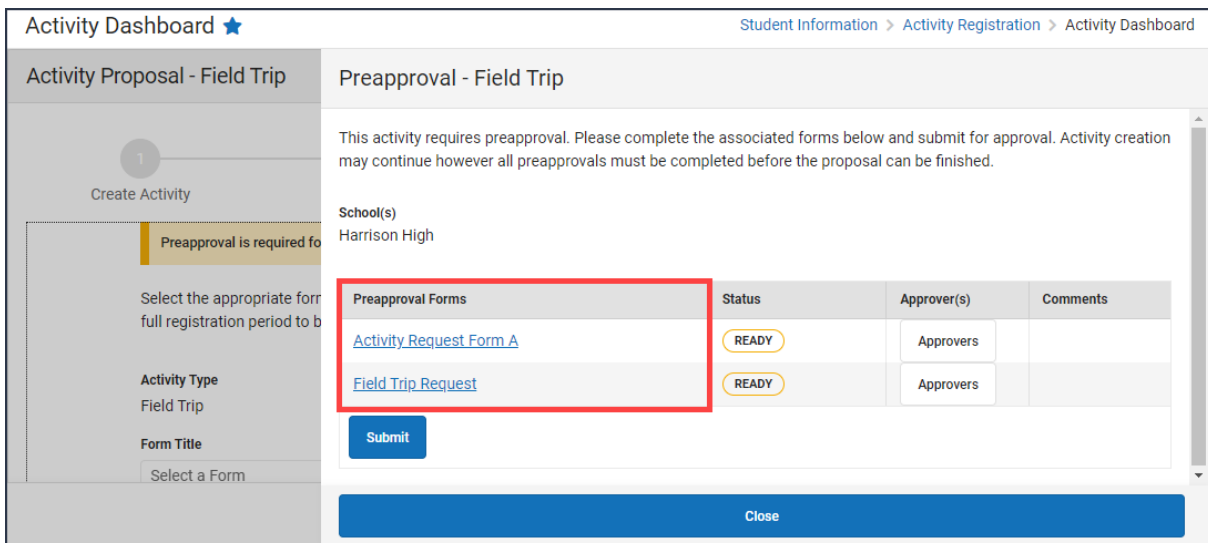 Activity Dashboard
Student Information > Activity Registration > Activity Dashboard
Activity Proposal - Field Trip
1
Create Activity
Preapproval is required fo
Select the appropriate forn
full registration period to b
Activity Type
Field Trip
Form Title
Select a Form
Preapproval - Field Trip
This activity requires preapproval. Please complete the associated forms below and submit for approval. Activity creation
may continue however all preapprovals must be completed before the proposal can be finished.
School(s)
Harrison High
Preapproval Forms Status Approver(s) Comments
Activity Request Form A READY Approvers
Field Trip Request READY Approvers
Submit
Close